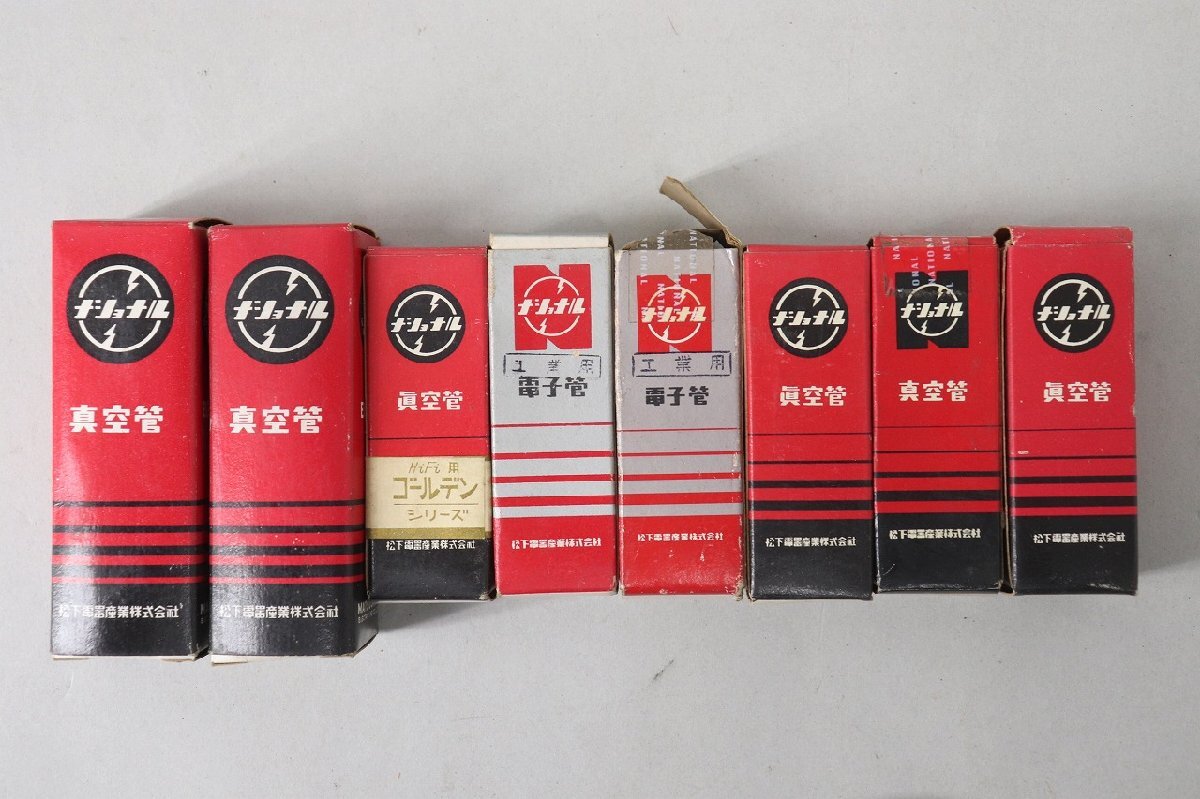 ナショナル
真空管
松下電器産業株式会社
ナショナル
真空管
松下電器産業株式会社
ナショナル
眞空管
HiFi用
ゴールデン
シリーズ
松下電器産業株式会社
ナショナル
工業用
電子管
松下電器産業株式会社
NATIONAL
ナショナル
工業用
電子管
松下電器産業株式会社
ナショナル
眞空管
松下電器産業株式会社
NATIONAL
ナショナル
真空管
松下電器産業株式会社
ナショナル
眞空管
松下電器産業株式会社